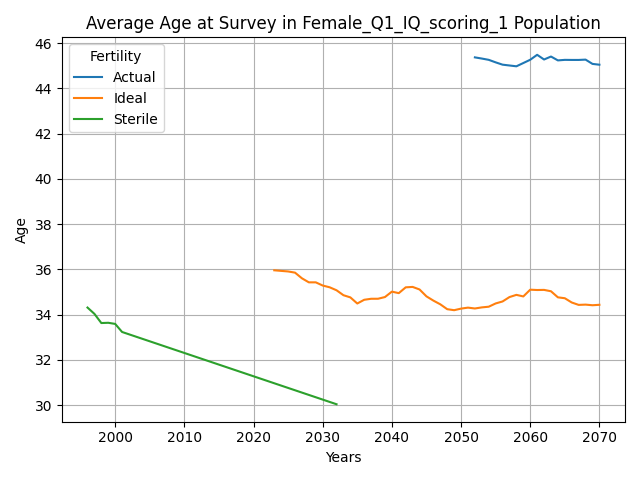 Average Age at Survey in Female_Q1_IQ_scoring_1 Population
Fertility
Actual
Ideal
Sterile
Age
46
44
42
40
38
36
34
32
30
2000
2010
2020
2030
2040
2050
2060
2070
Years